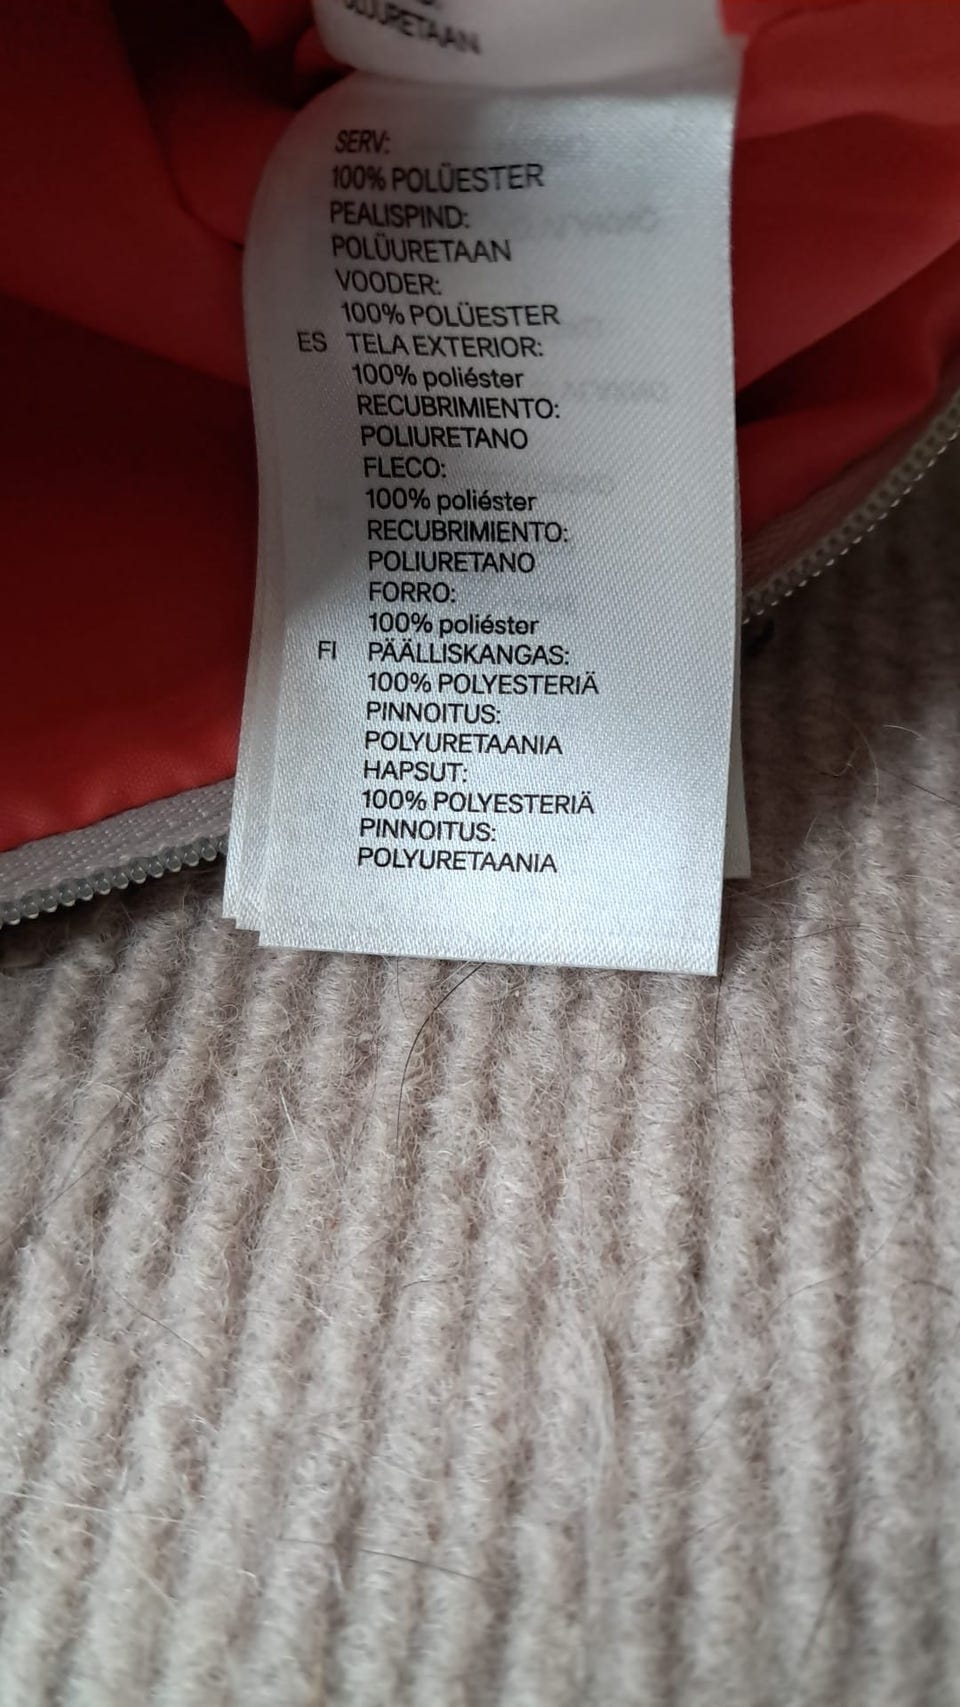 SERV:
100% POLÜESTER
PEALISPIND:
POLÜURETAAN
VOODER:
100% POLÜESTER
ES TELA EXTERIOR:
100% poliéster
RECUBRIMIENTO:
POLIURETANO
FLECO:
100% poliéster
RECUBRIMIENTO:
POLIURETANO
FORRO:
100% poliéster
FI PÄÄLLISKANGAS:
100% POLYESTERIÄ
PINNOITUS:
POLYURETAANIA
HAPSUT:
100% POLYESTERIÄ
PINNOITUS:
POLYURETAANIA